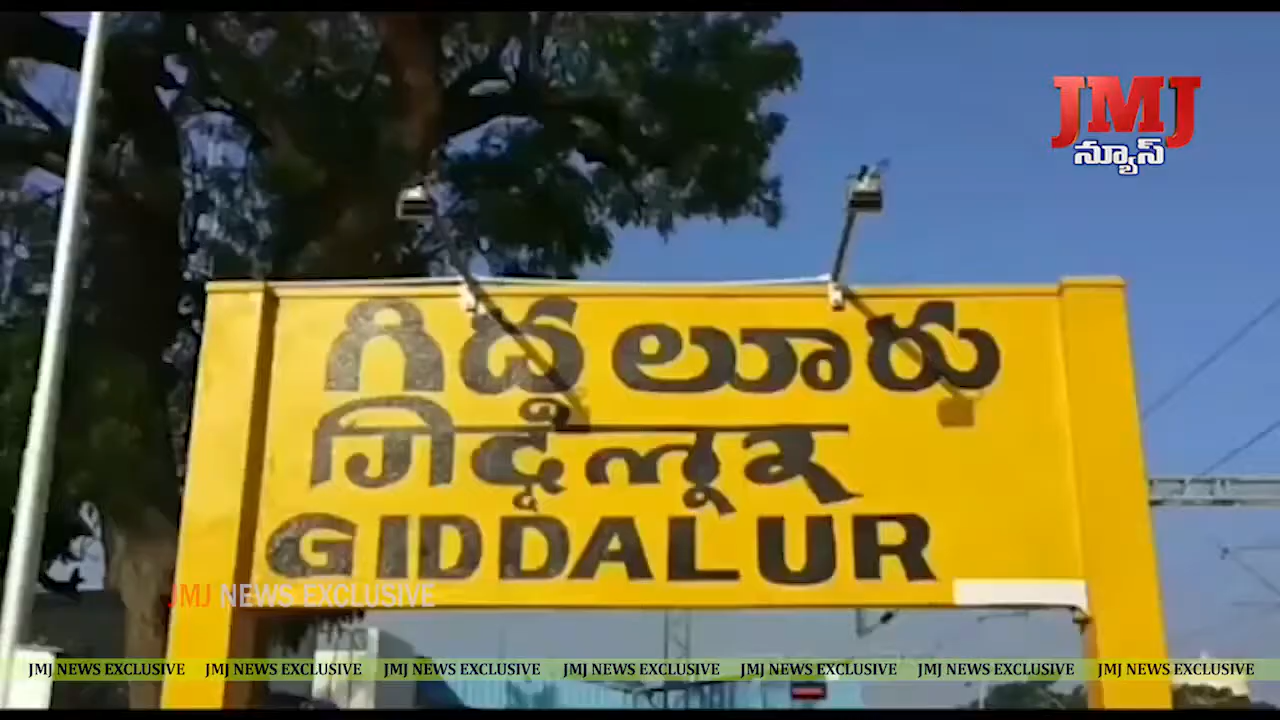 JMJ
న్యూస్
గిద్దలూరు
गिद्दलूरु
GIDDALUR
JMJ NEWS EXCLUSIVE
JMJ NEWS EXCLUSIVE JMJ NEWS EXCLUSIVE JMJ NEWS EXCLUSIVE JMJ NEWS EXCLUSIVE JMJ NEWS EXCLUSIVE JMJ NEWS EXCLUSIVE JMJ NEWS EXCLUSIVE